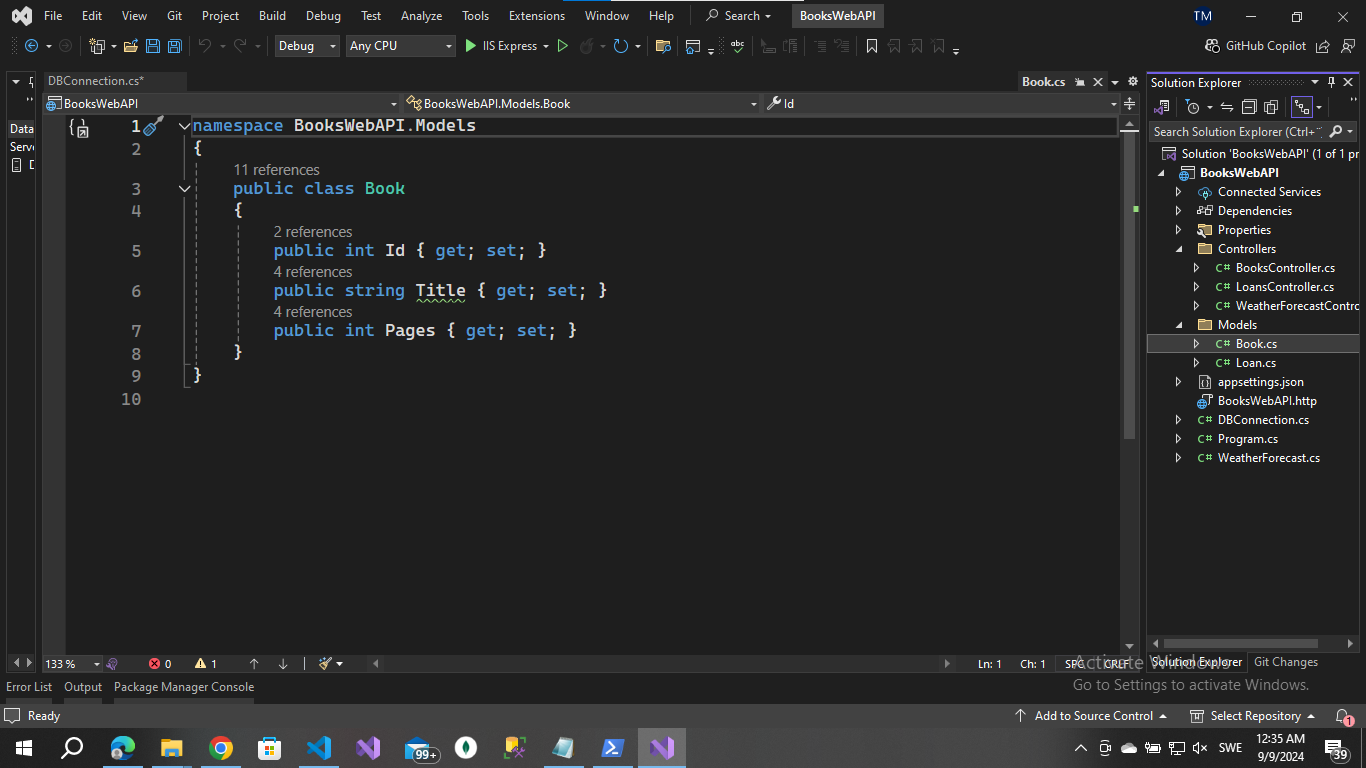 File Edit View Git Project Build Debug Test Analyze Tools Extensions Window Help Search BooksWebAPI TM
Debug Any CPU IIS Express GitHub Copilot
DBConnection.cs* Book.cs
BooksWebAPI BooksWebAPI.Models.Book Id
1 namespace BooksWebAPI.Models
2 {
11 references
3 public class Book
4 {
2 references
5 public int Id { get; set; }
4 references
6 public string Title { get; set; }
4 references
7 public int Pages { get; set; }
8 }
9 }
10
Data
Serv
Solution Explorer
Search Solution Explorer (Ctrl+
Solution 'BooksWebAPI' (1 of 1 pr
BooksWebAPI
Connected Services
Dependencies
Properties
Controllers
C# BooksController.cs
C# LoansController.cs
C# WeatherForecastContro
Models
C# Book.cs
C# Loan.cs
appsettings.json
BooksWebAPI.http
C# DBConnection.cs
C# Program.cs
C# WeatherForecast.cs
133 % 0 1 Ln: 1 Ch: 1 SPC CRLF
Solution Explorer Git Changes
Activate Windows
Go to Settings to activate Windows.
Error List Output Package Manager Console
Ready Add to Source Control Select Repository 1
99+ SWE 12:35 AM
9/9/2024 39